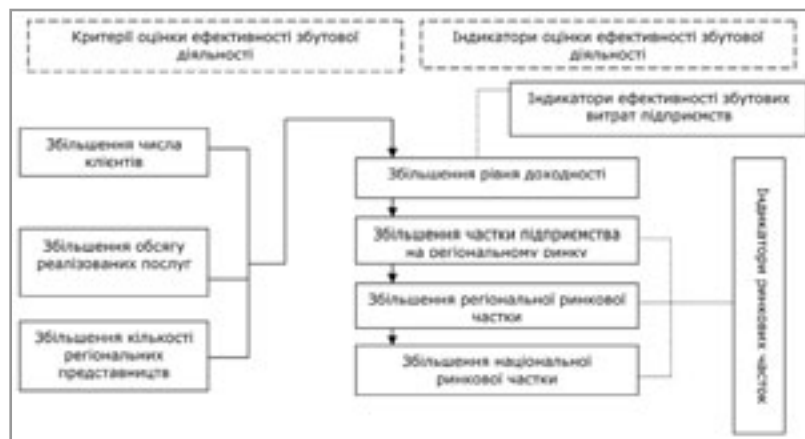 Критерії оцінки ефективності збутової
діяльності
Індикатори оцінки ефективності збутової
діяльності
Індикатори ефективності збутових
витрат підприємств
Збільшення числа
клієнтів
Збільшення рівня доходності
Збільшення обсягу
реалізованих послуг
Збільшення частки підприємства
на регіональному ринку
Збільшення регіональної ринкової
частки
Збільшення кількості
регіональних
представництв
Збільшення національної
ринкової частки
Індикатори ринкових часток